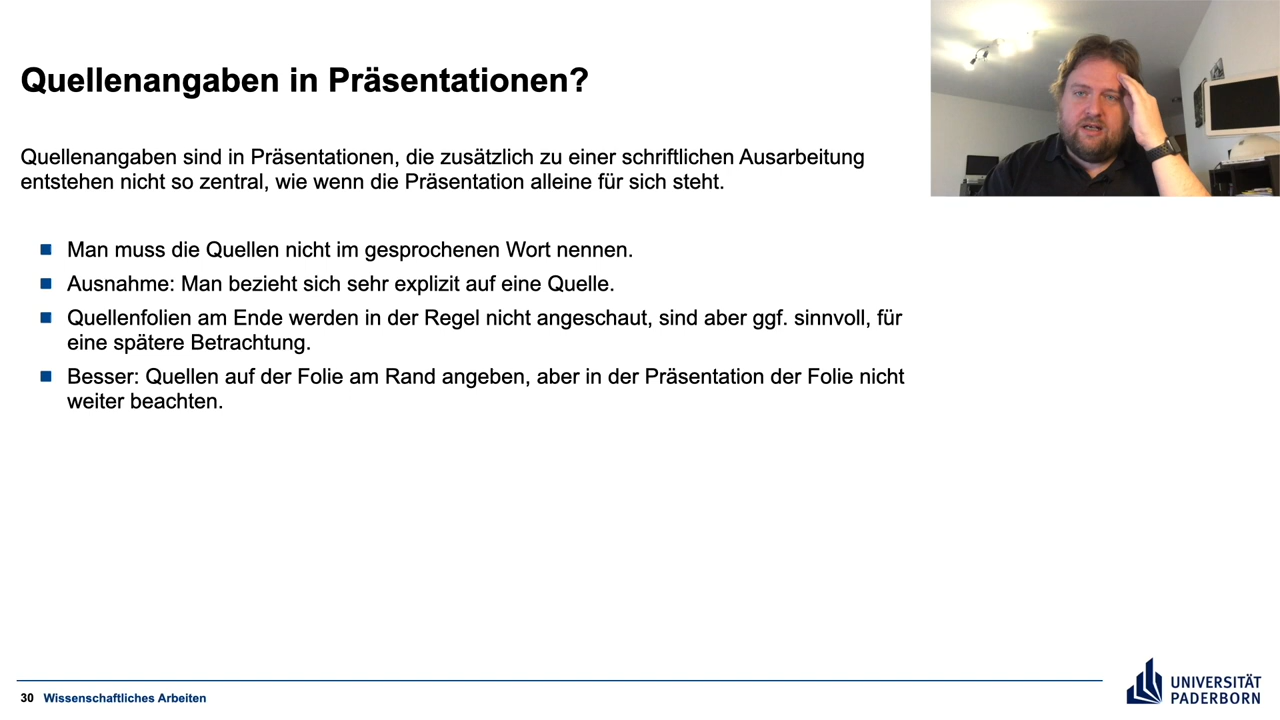 Quellenangaben in Präsentationen?
Quellenangaben sind in Präsentationen, die zusätzlich zu einer schriftlichen Ausarbeitung
entstehen nicht so zentral, wie wenn die Präsentation alleine für sich steht.
Man muss die Quellen nicht im gesprochenen Wort nennen.
Ausnahme: Man bezieht sich sehr explizit auf eine Quelle.
Quellenfolien am Ende werden in der Regel nicht angeschaut, sind aber ggf. sinnvoll, für
eine spätere Betrachtung.
Besser: Quellen auf der Folie am Rand angeben, aber in der Präsentation der Folie nicht
weiter beachten.
30 Wissenschaftliches Arbeiten
UNIVERSITÄT
PADERBORN